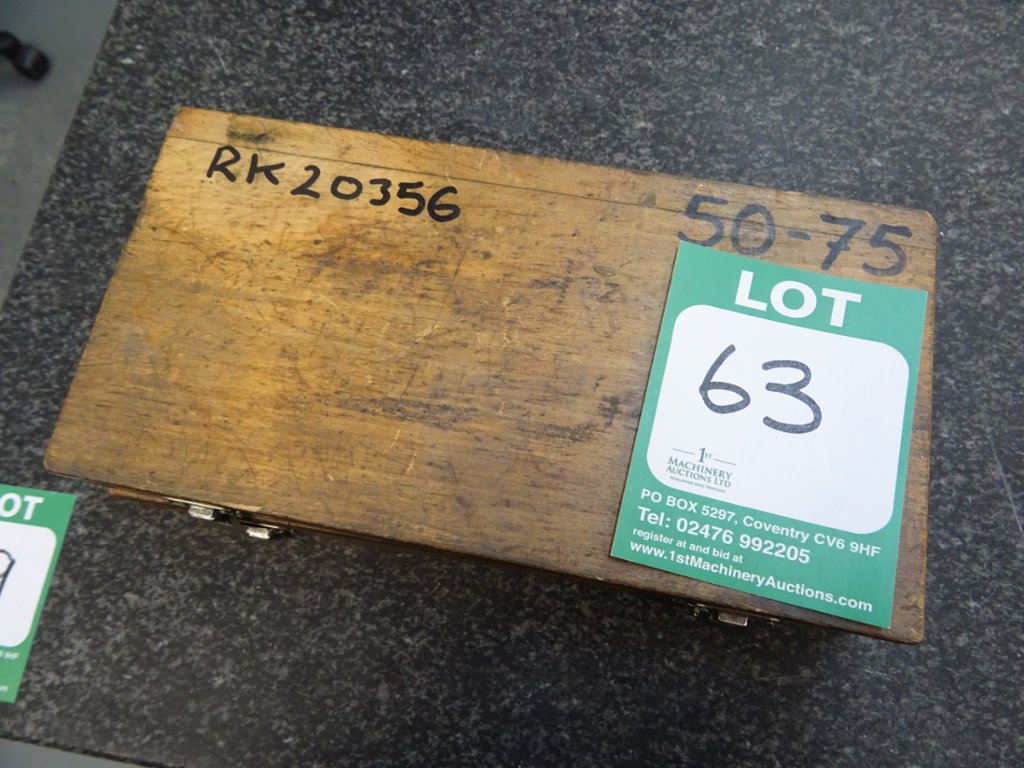 RK20356
50-75
LOT
63
1ST
MACHINERY
AUCTIONS LTD
PO BOX 5297, Coventry CV6 9HF
Tel: 02476 992205
register at and bid at
www.1stMachineryAuctions.com
OT
9HF